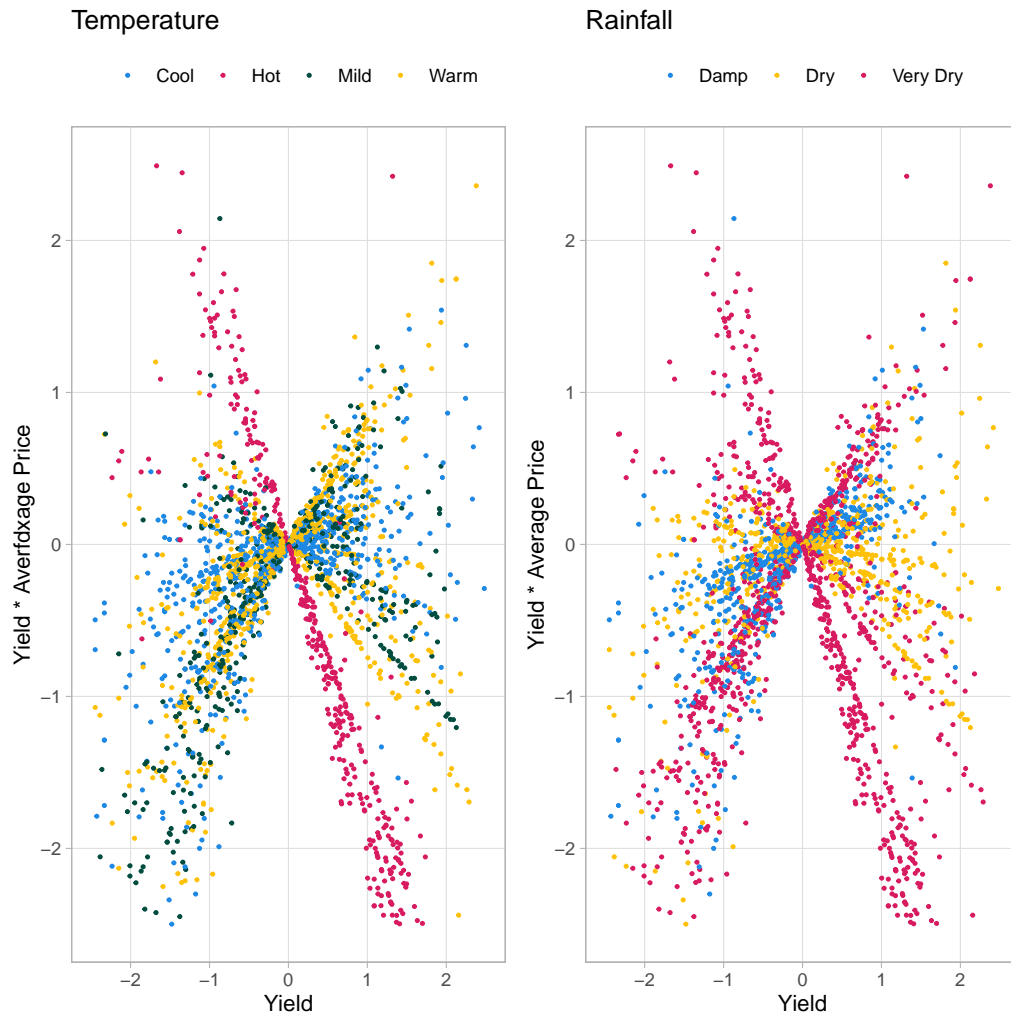 Temperature
Cool Hot Mild Warm
Yield * Averfdxage Price
2
1
0
−1
−2
−2 −1 0 1 2
Yield
Rainfall
Damp Dry Very Dry
Yield * Average Price
2
1
0
−1
−2
−2 −1 0 1 2
Yield